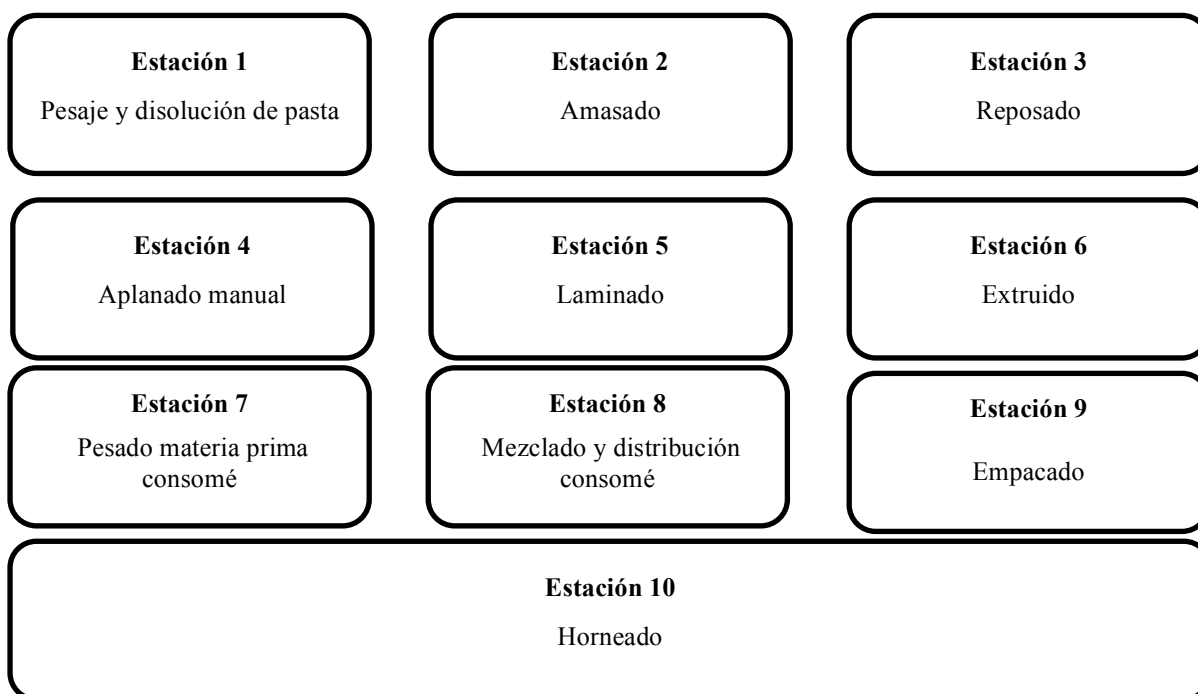 Estación 1
Pesaje y disolución de pasta
Estación 2
Amasado
Estación 3
Reposado
Estación 4
Aplanado manual
Estación 5
Laminado
Estación 6
Extruido
Estación 7
Pesado materia prima
consomé
Estación 8
Mezclado y distribución
consomé
Estación 9
Empacado
Estación 10
Horneado